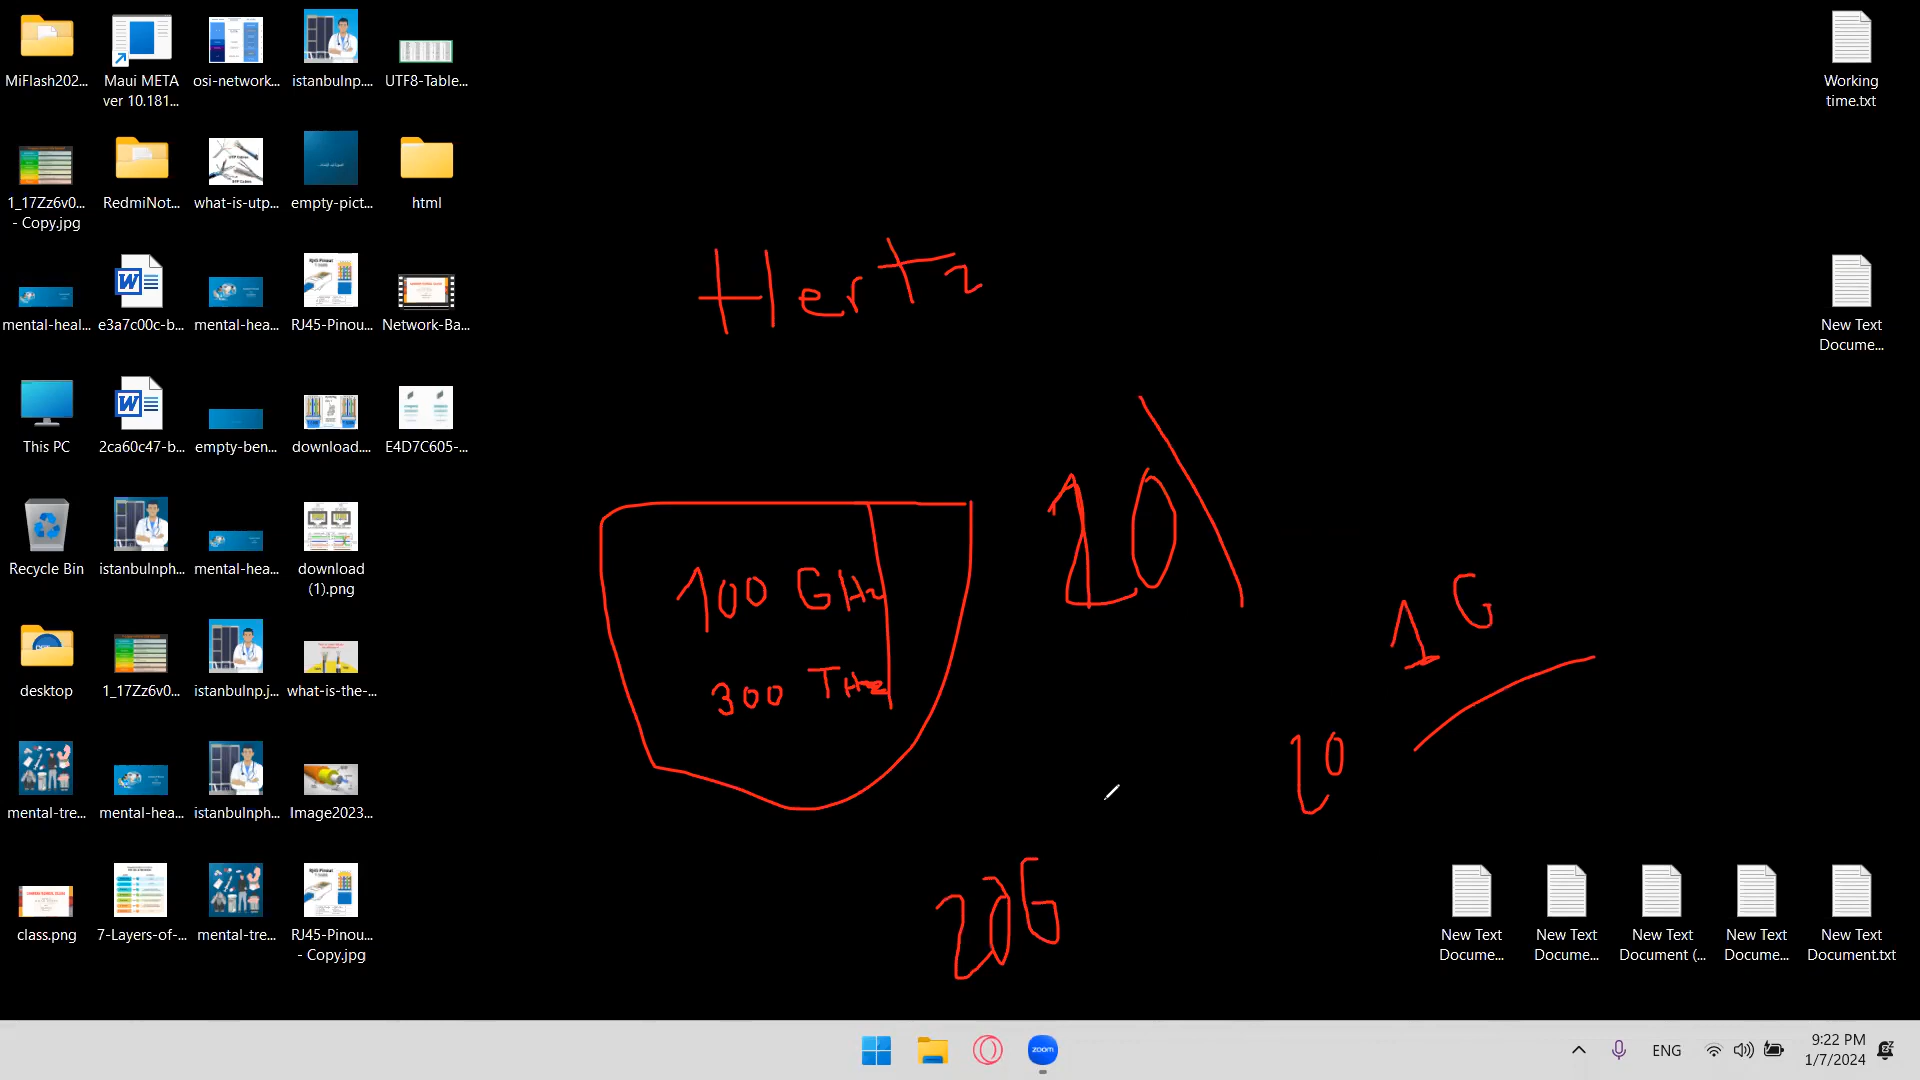 MiFlash202...
Maui META
ver 10.181...
osi-network...
istanbulnp....
UTF8-Table...
Working
time.txt
1_17Zz6v0...
- Copy.jpg
RedmiNot...
what-is-utp...
empty-pict...
html
Hertz
mental-heal...
e3a7c00c-b...
mental-hea...
RJ45-Pinou...
Network-Ba...
New Text
Docume...
This PC
2ca60c47-b...
empty-ben...
download....
E4D7C605-...
20
Recycle Bin
istanbulnph...
mental-hea...
download
(1).png
100 GHz
1 G
300 THz
desktop
1_17Zz6v0...
istanbulnp.j...
what-is-the-...
20
mental-tre...
mental-hea...
istanbulnph...
Image2023...
20G
class.png
7-Layers-of-...
mental-tre...
RJ45-Pinou...
- Copy.jpg
New Text
Docume...
New Text
Docume...
New Text
Document (...
New Text
Docume...
New Text
Document.txt
zoom
ENG
9:22 PM
1/7/2024